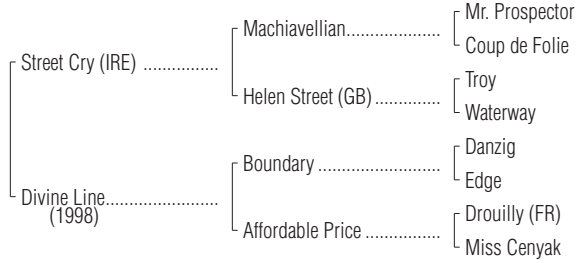 Mr. Prospector
Machiavellian....................
Coup de Folie
Street Cry (IRE) ................
Troy
Helen Street (GB) ..............
Waterway
Danzig
Boundary ..........................
Edge
Divine Line........................
(1998)
Drouilly (FR)
Affordable Price ................
Miss Cenyak